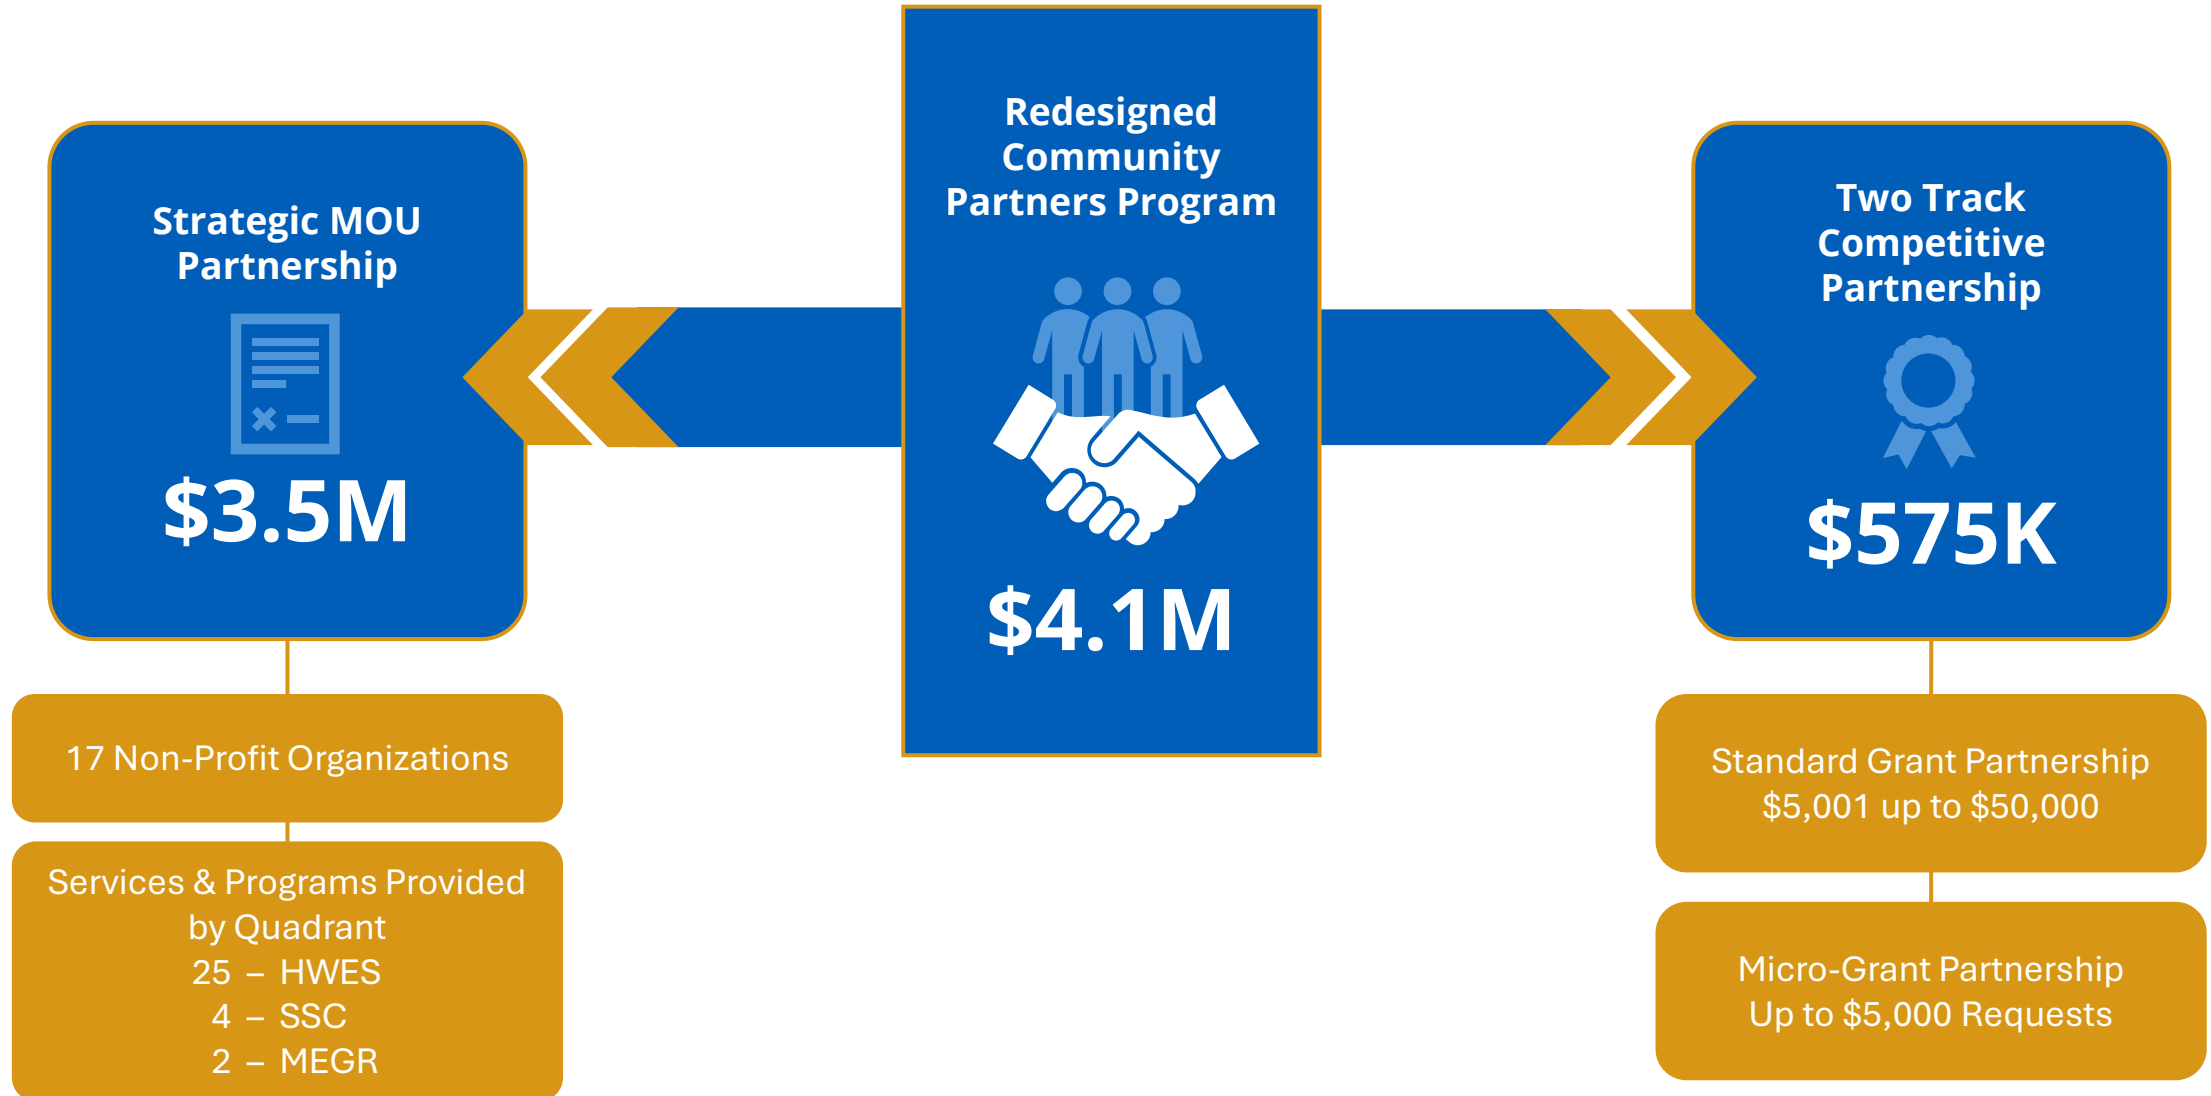 Strategic MOU
Partnership
$3.5M
17 Non-Profit Organizations
Services & Programs Provided
by Quadrant
25 – HWES
4 – SSC
2 – MEGR
Redesigned
Community
Partners Program
$4.1M
Two Track
Competitive
Partnership
$575K
Standard Grant Partnership
$5,001 up to $50,000
Micro-Grant Partnership
Up to $5,000 Requests